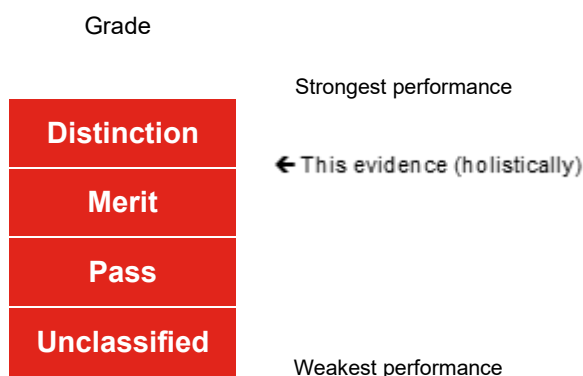 Grade
Strongest performance
Distinction
← This evidence (holistically)
Merit
Pass
Unclassified
Weakest performance